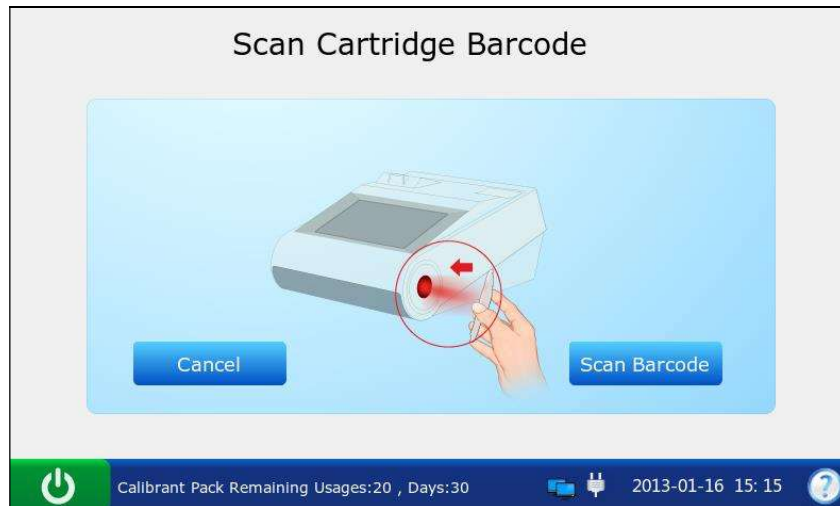 Scan Cartridge Barcode
Cancel
Scan Barcode
Calibrant Pack Remaining Usages:20 , Days:30
2013-01-16 15:15
?